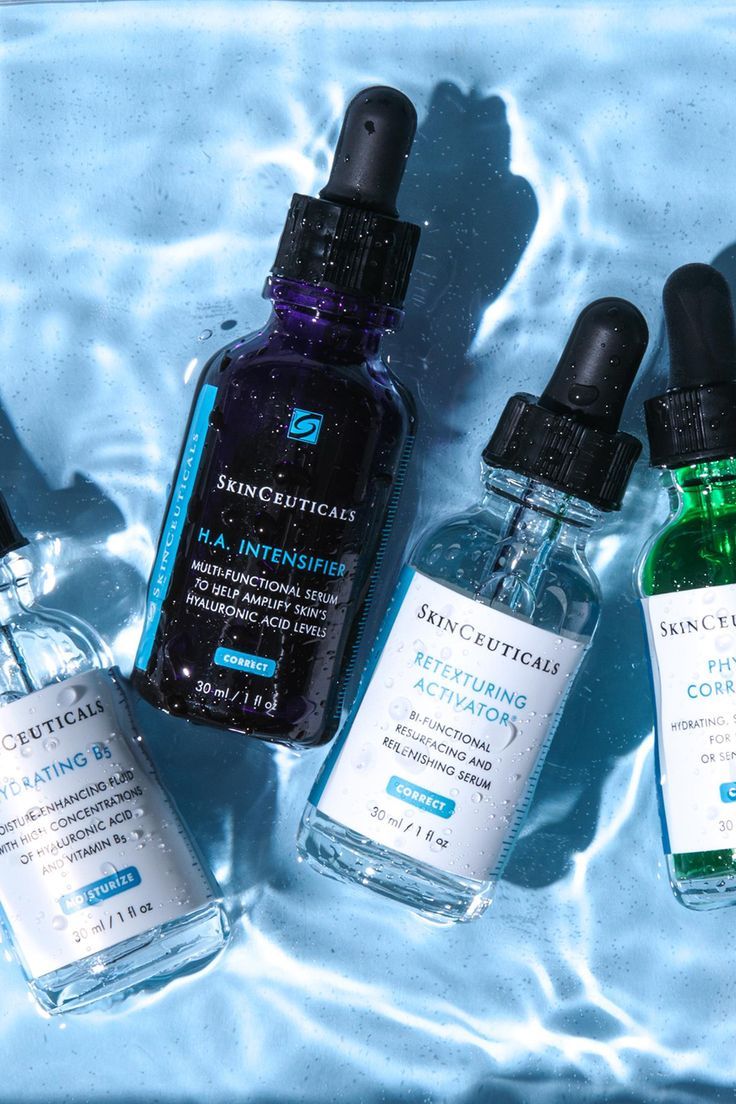 SKINCEUTICALS
SKINCEUTICALS
H.A. INTENSIFIER
MULTI-FUNCTIONAL SERUM
TO HELP AMPLIFY SKIN'S
HYALURONIC ACID LEVELS
CORRECT
30 ml / 1 fl oz
SKINCEUTICALS
RETEXTURING
ACTIVATOR®
BI-FUNCTIONAL
RESURFACING AND
REPLENISHING SERUM
CORRECT
30 ml / 1 fl oz
SKINCEU
PHY
CORR
HYDRATING, S
FOR
OR SEN
C
30
NCEUTICALS
YDRATING B5
OISTURE-ENHANCING FLUID
WITH HIGH CONCENTRATIONS
OF HYALURONIC ACID
AND VITAMIN B5
MOISTURIZE
30 ml / 1 fl oz